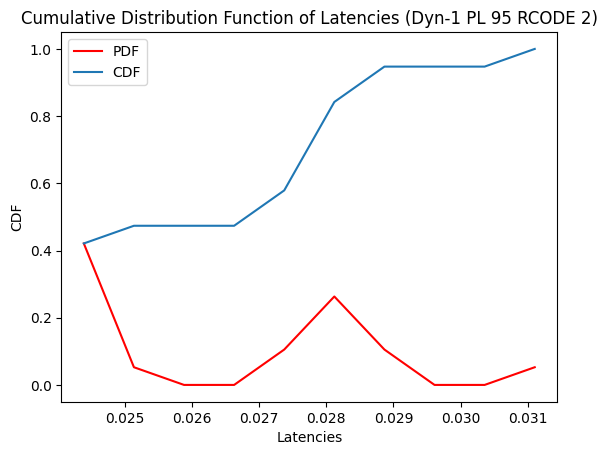 Cumulative Distribution Function of Latencies (Dyn-1 PL 95 RCODE 2)
PDF
CDF
1.0
0.8
0.6
0.4
0.2
0.0
CDF
0.025 0.026 0.027 0.028 0.029 0.030 0.031
Latencies